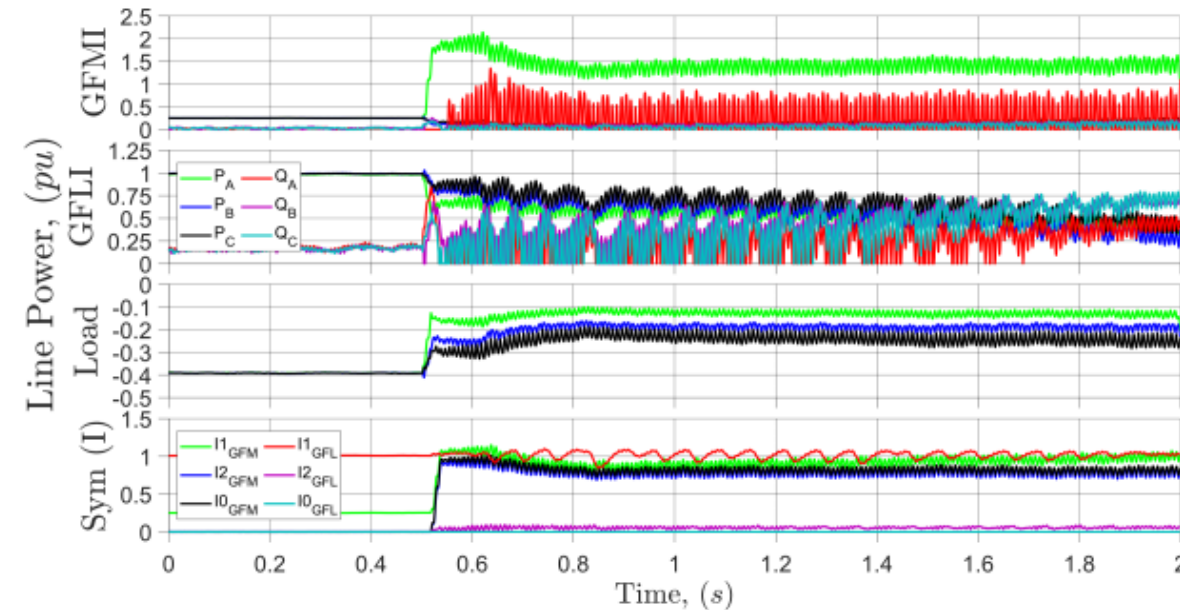 GFMI
2.5
2
1.5
1
0.5
0
Line Power, (pu)
GFLI
1.25
1
0.75
0.5
0.25
0
P_A Q_A
P_B Q_B
P_C Q_C
Load
0
-0.1
-0.2
-0.3
-0.4
-0.5
Sym (I)
1.5
1
0.5
0
I1_GFM I1_GFL
I2_GFM I2_GFL
I0_GFM I0_GFL
0 0.2 0.4 0.6 0.8 1 1.2 1.4 1.6 1.8 2
Time, (s)